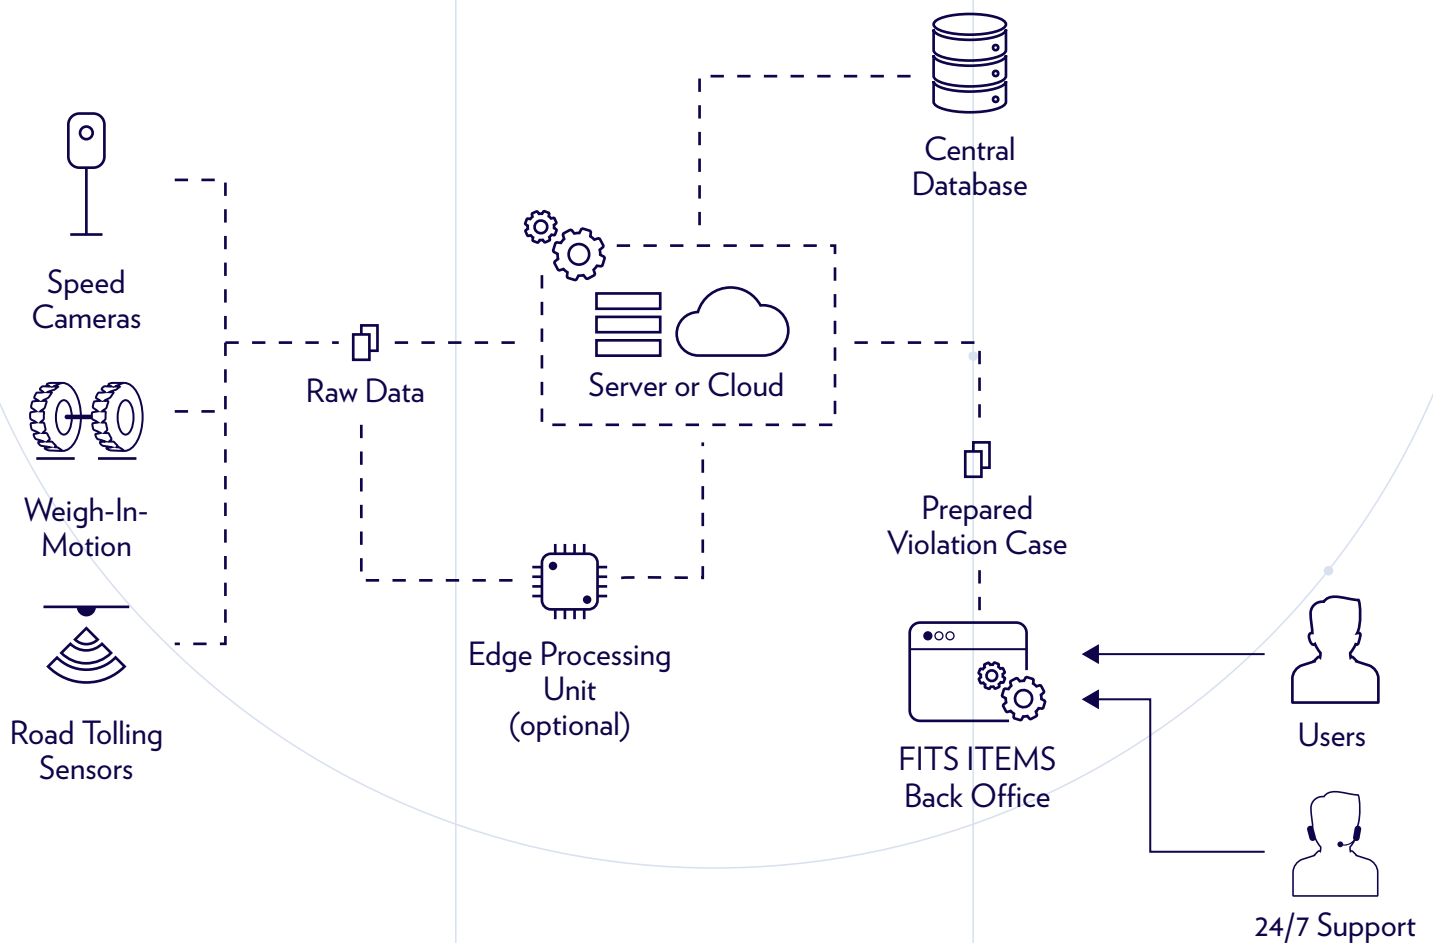 Central
Database
Speed
Cameras
Raw Data
Server or Cloud
Weigh-In-
Motion
Prepared
Violation Case
Edge Processing
Unit
(optional)
Road Tolling
Sensors
FITS ITEMS
Back Office
Users
24/7 Support